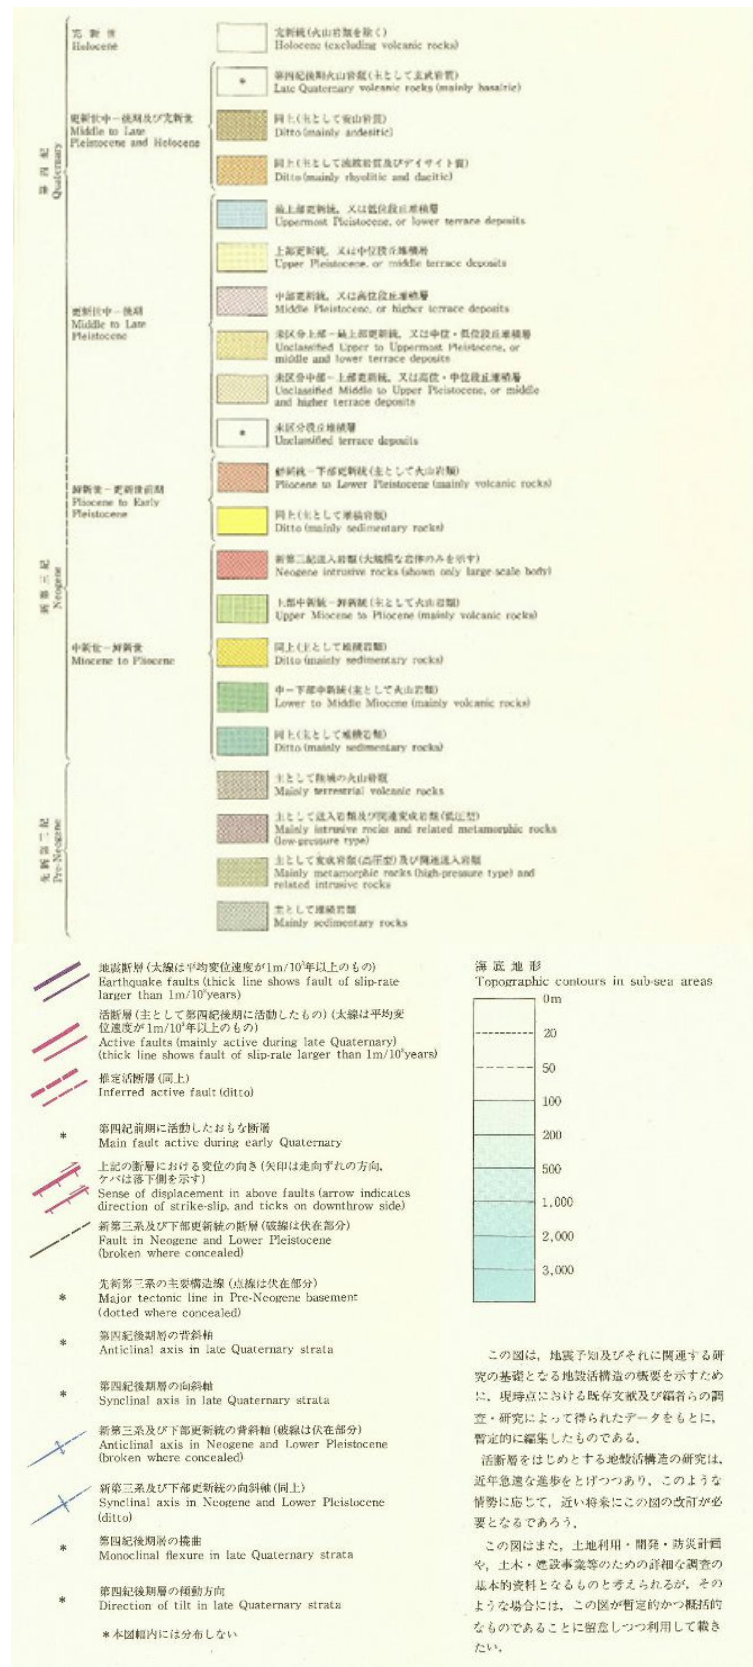 第四紀
Quaternary
完新世
Holocene
完新統(火山岩類を除く)
Holocene (excluding volcanic rocks)
更新世中－後期及び完新世
Middle to Late
Pleistocene and Holocene
*
第四紀後期火山岩類(主として玄武岩質)
Late Quaternary volcanic rocks (mainly basaltic)
同上(主として安山岩質)
Ditto (mainly andesitic)
同上(主として流紋岩質及びデイサイト質)
Ditto (mainly rhyolitic and dacitic)
更新世中－後期
Middle to Late
Pleistocene
最上部更新統，又は低位段丘堆積層
Uppermost Pleistocene, or lower terrace deposits
上部更新統，又は中位段丘堆積層
Upper Pleistocene, or middle terrace deposits
中部更新統，又は高位段丘堆積層
Middle Pleistocene, or higher terrace deposits
未区分上部－最上部更新統，又は中位・低位段丘堆積層
Unclassified Upper to Uppermost Pleistocene, or
middle and lower terrace deposits
未区分中部－上部更新統，又は高位・中位段丘堆積層
Unclassified Middle to Upper Pleistocene, or middle
and higher terrace deposits
*
未区分段丘堆積層
Unclassified terrace deposits
鮮新世－更新世前期
Pliocene to Early
Pleistocene
鮮新統－下部更新統(主として火山岩類)
Pliocene to Lower Pleistocene (mainly volcanic rocks)
同上(主として堆積岩類)
Ditto (mainly sedimentary rocks)
新第三紀
Neogene
中新世－鮮新世
Miocene to Pliocene
新第三紀迸入岩類(大規模な岩体のみを示す)
Neogene intrusive rocks (shown only large-scale body)
上部中新統－鮮新統(主として火山岩類)
Upper Miocene to Pliocene (mainly volcanic rocks)
同上(主として堆積岩類)
Ditto (mainly sedimentary rocks)
中－下部中新統(主として火山岩類)
Lower to Middle Miocene (mainly volcanic rocks)
同上(主として堆積岩類)
Ditto (mainly sedimentary rocks)
先新第三紀
Pre-Neogene
主として陸域の火山岩類
Mainly terrestrial volcanic rocks
主として迸入岩類及び関連変成岩類(低圧型)
Mainly intrusive rocks and related metamorphic rocks
(low-pressure type)
主として変成岩類(高圧型)及び関連迸入岩類
Mainly metamorphic rocks (high-pressure type) and
related intrusive rocks
主として堆積岩類
Mainly sedimentary rocks
地震断層(太線は平均変位速度が1m/10³年以上のもの)
Earthquake faults (thick line shows fault of slip-rate
larger than 1m/10³years)
活断層(主として第四紀後期に活動したもの)(太線は平均変
位速度が1m/10³年以上のもの)
Active faults (mainly active during late Quaternary)
(thick line shows fault of slip-rate larger than 1m/10³years)
推定活断層(同上)
Inferred active fault (ditto)
*
第四紀前期に活動したおもな断層
Main fault active during early Quaternary
上記の断層における変位の向き(矢印は走向ずれの方向，
ケバは落下側を示す)
Sense of displacement in above faults (arrow indicates
direction of strike-slip, and ticks on downthrow side)
新第三系及び下部更新統の断層(破線は伏在部分)
Fault in Neogene and Lower Pleistocene
(broken where concealed)
*
先新第三系の主要構造線(点線は伏在部分)
Major tectonic line in Pre-Neogene basement
(dotted where concealed)
*
第四紀後期層の背斜軸
Anticlinal axis in late Quaternary strata
*
第四紀後期層の向斜軸
Synclinal axis in late Quaternary strata
新第三系及び下部更新統の背斜軸(破線は伏在部分)
Anticlinal axis in Neogene and Lower Pleistocene
(broken where concealed)
新第三系及び下部更新統の向斜軸(同上)
Synclinal axis in Neogene and Lower Pleistocene
(ditto)
*
第四紀後期層の撓曲
Monoclinal flexure in late Quaternary strata
*
第四紀後期層の傾動方向
Direction of tilt in late Quaternary strata
*本図幅内には分布しない
海底地形
Topographic contours in sub-sea areas
0m
20
50
100
200
500
1,000
2,000
3,000
この図は，地震予知及びそれに関連する研
究の基礎となる地殻活構造の概要を示すため
に，現時点における既存文献及び編者らの調
査・研究によって得られたデータをもとに，
暫定的に編集したものである。
活断層をはじめとする地殻活構造の研究は，
近年急速な進歩をとげつつあり，このような
情勢に応じて，近い将来にこの図の改訂が必
要となるであろう。
この図はまた，土地利用・開発・防災計画
や，土木・建設事業等のための詳細な調査の
基本的資料となるものと考えられるが，その
ような場合には，この図が暫定的かつ概括的
なものであることに留意しつつ利用して戴き
たい。